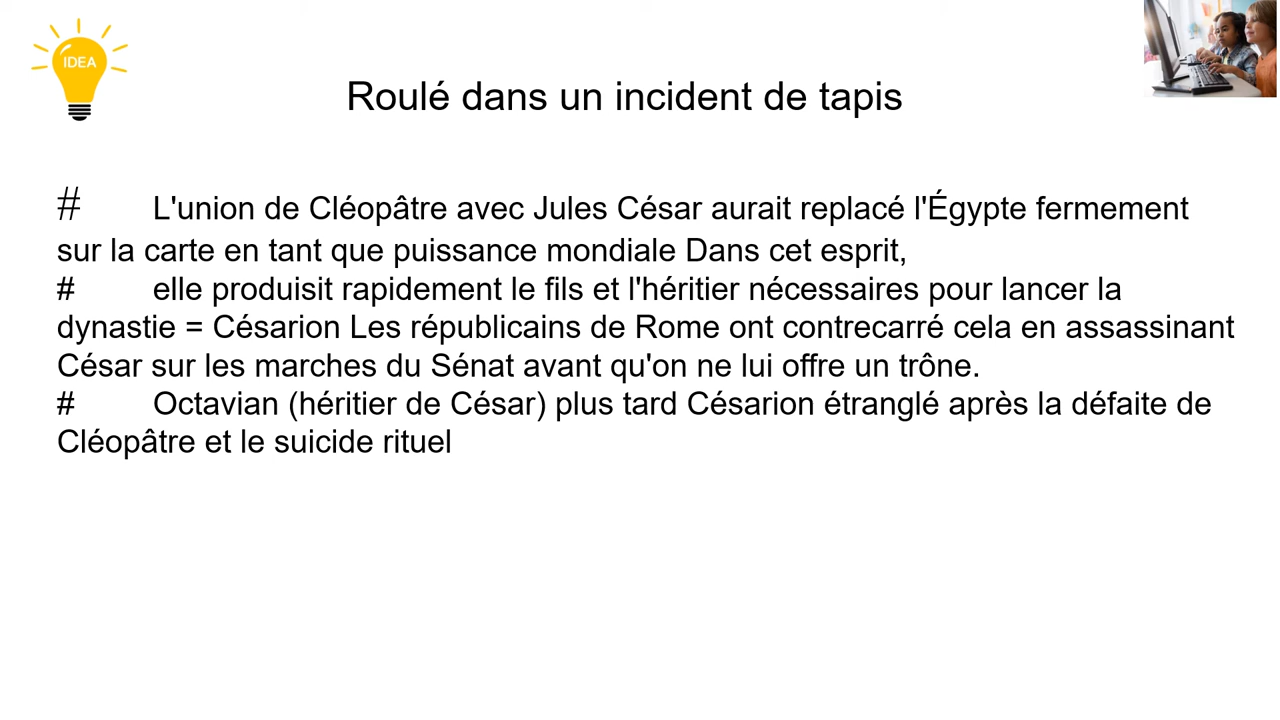 IDEA
Roulé dans un incident de tapis
# L'union de Cléopâtre avec Jules César aurait replacé l'Égypte fermement
sur la carte en tant que puissance mondiale Dans cet esprit,
# elle produisit rapidement le fils et l'héritier nécessaires pour lancer la
dynastie = Césarion Les républicains de Rome ont contrecarré cela en assassinant
César sur les marches du Sénat avant qu'on ne lui offre un trône.
# Octavian (héritier de César) plus tard Césarion étranglé après la défaite de
Cléopâtre et le suicide rituel